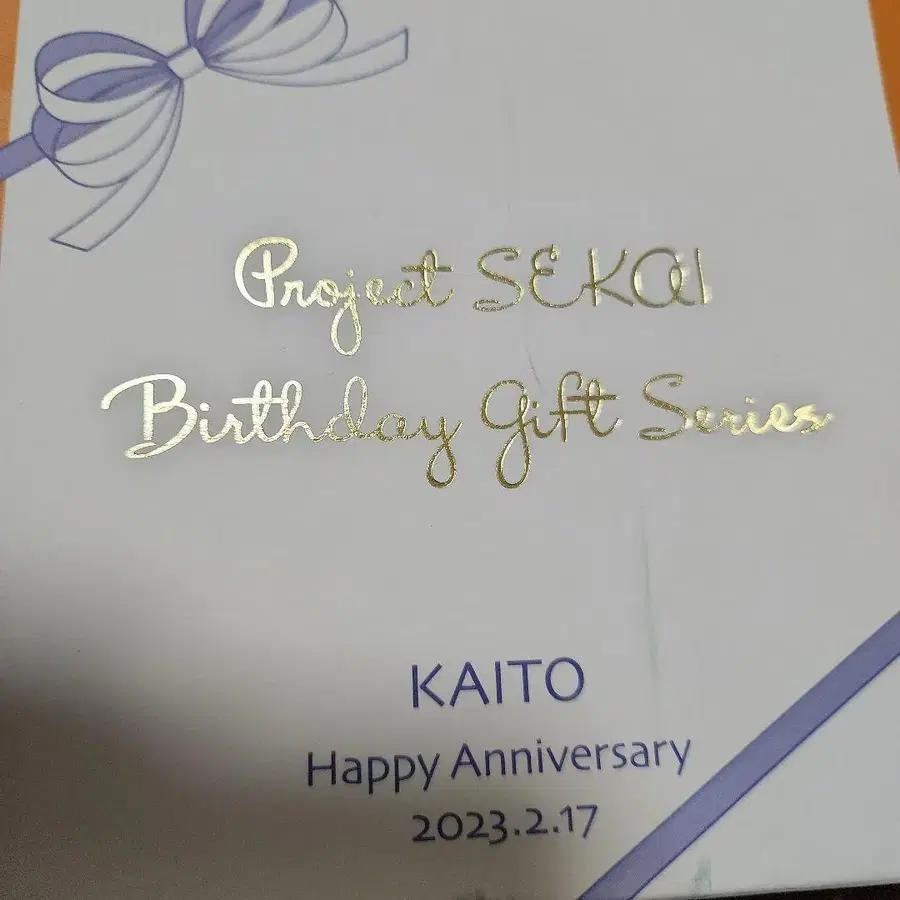 Project SEKAI
Birthday Gift Series
KAITO
Happy Anniversary
2023.2.17